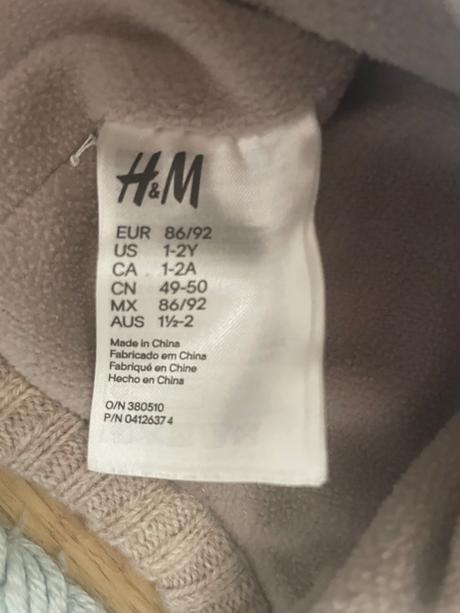 H&M
EUR 86/92
US 1-2Y
CA 1-2A
CN 49-50
MX 86/92
AUS 1½-2
Made in China
Fabricado em China
Fabriqué en Chine
Hecho en China
O/N 380510
P/N 04126374